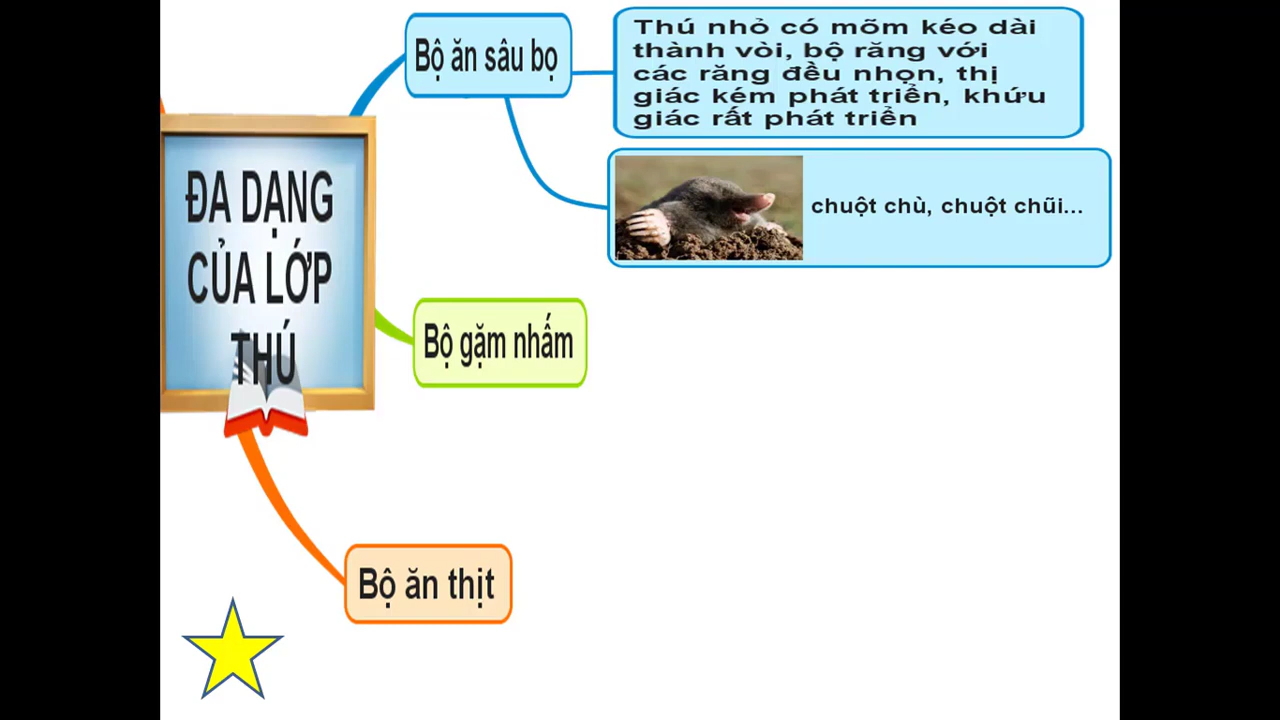 ĐA DẠNG
CỦA LỚP
THÚ
Bộ ăn sâu bọ
Thú nhỏ có mõm kéo dài
thành vòi, bộ răng với
các răng đều nhọn, thị
giác kém phát triển, khứu
giác rất phát triển
chuột chù, chuột chũi...
Bộ gặm nhấm
Bộ ăn thịt